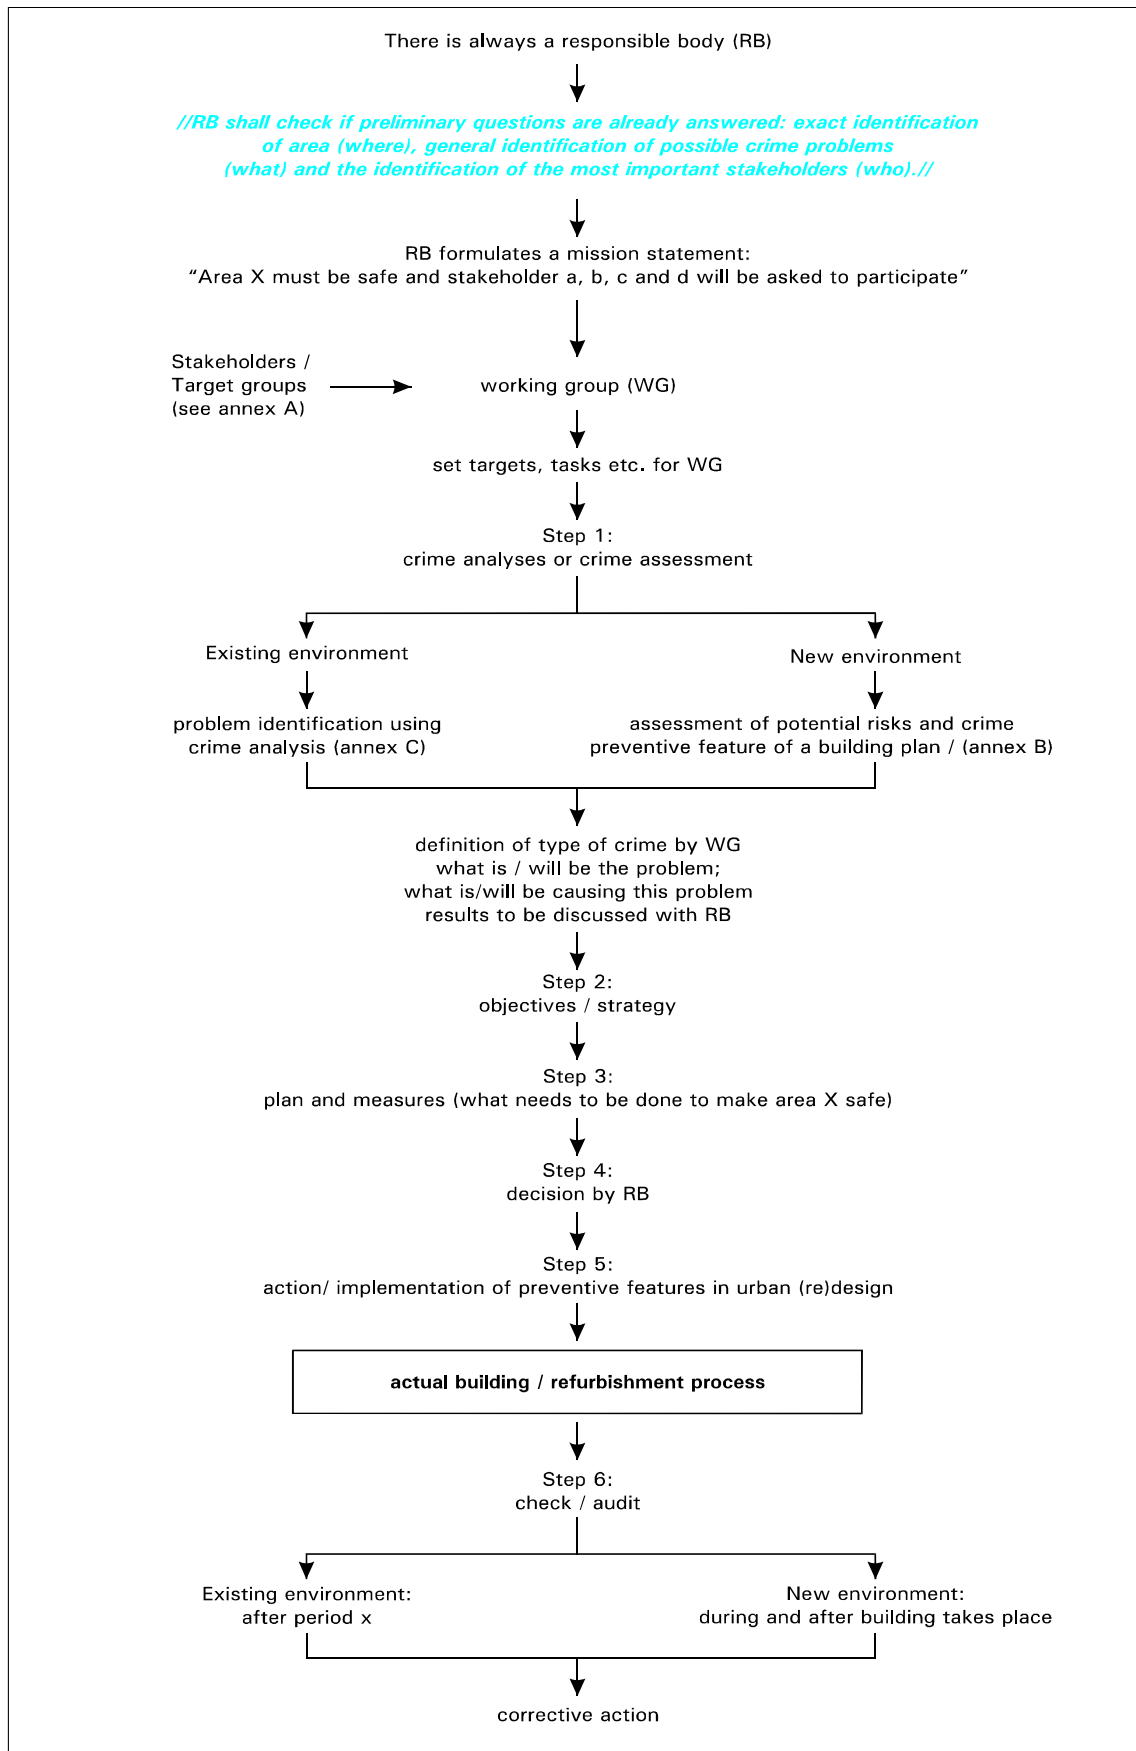 There is always a responsible body (RB)
//RB shall check if preliminary questions are already answered: exact identification
of area (where), general identification of possible crime problems
(what) and the identification of the most important stakeholders (who).//
RB formulates a mission statement:
“Area X must be safe and stakeholder a, b, c and d will be asked to participate”
Stakeholders /
Target groups
(see annex A)
working group (WG)
set targets, tasks etc. for WG
Step 1:
crime analyses or crime assessment
Existing environment
New environment
problem identification using
crime analysis (annex C)
assessment of potential risks and crime
preventive feature of a building plan / (annex B)
definition of type of crime by WG
what is / will be the problem;
what is/will be causing this problem
results to be discussed with RB
Step 2:
objectives / strategy
Step 3:
plan and measures (what needs to be done to make area X safe)
Step 4:
decision by RB
Step 5:
action/ implementation of preventive features in urban (re)design
actual building / refurbishment process
Step 6:
check / audit
Existing environment:
after period x
New environment:
during and after building takes place
corrective action